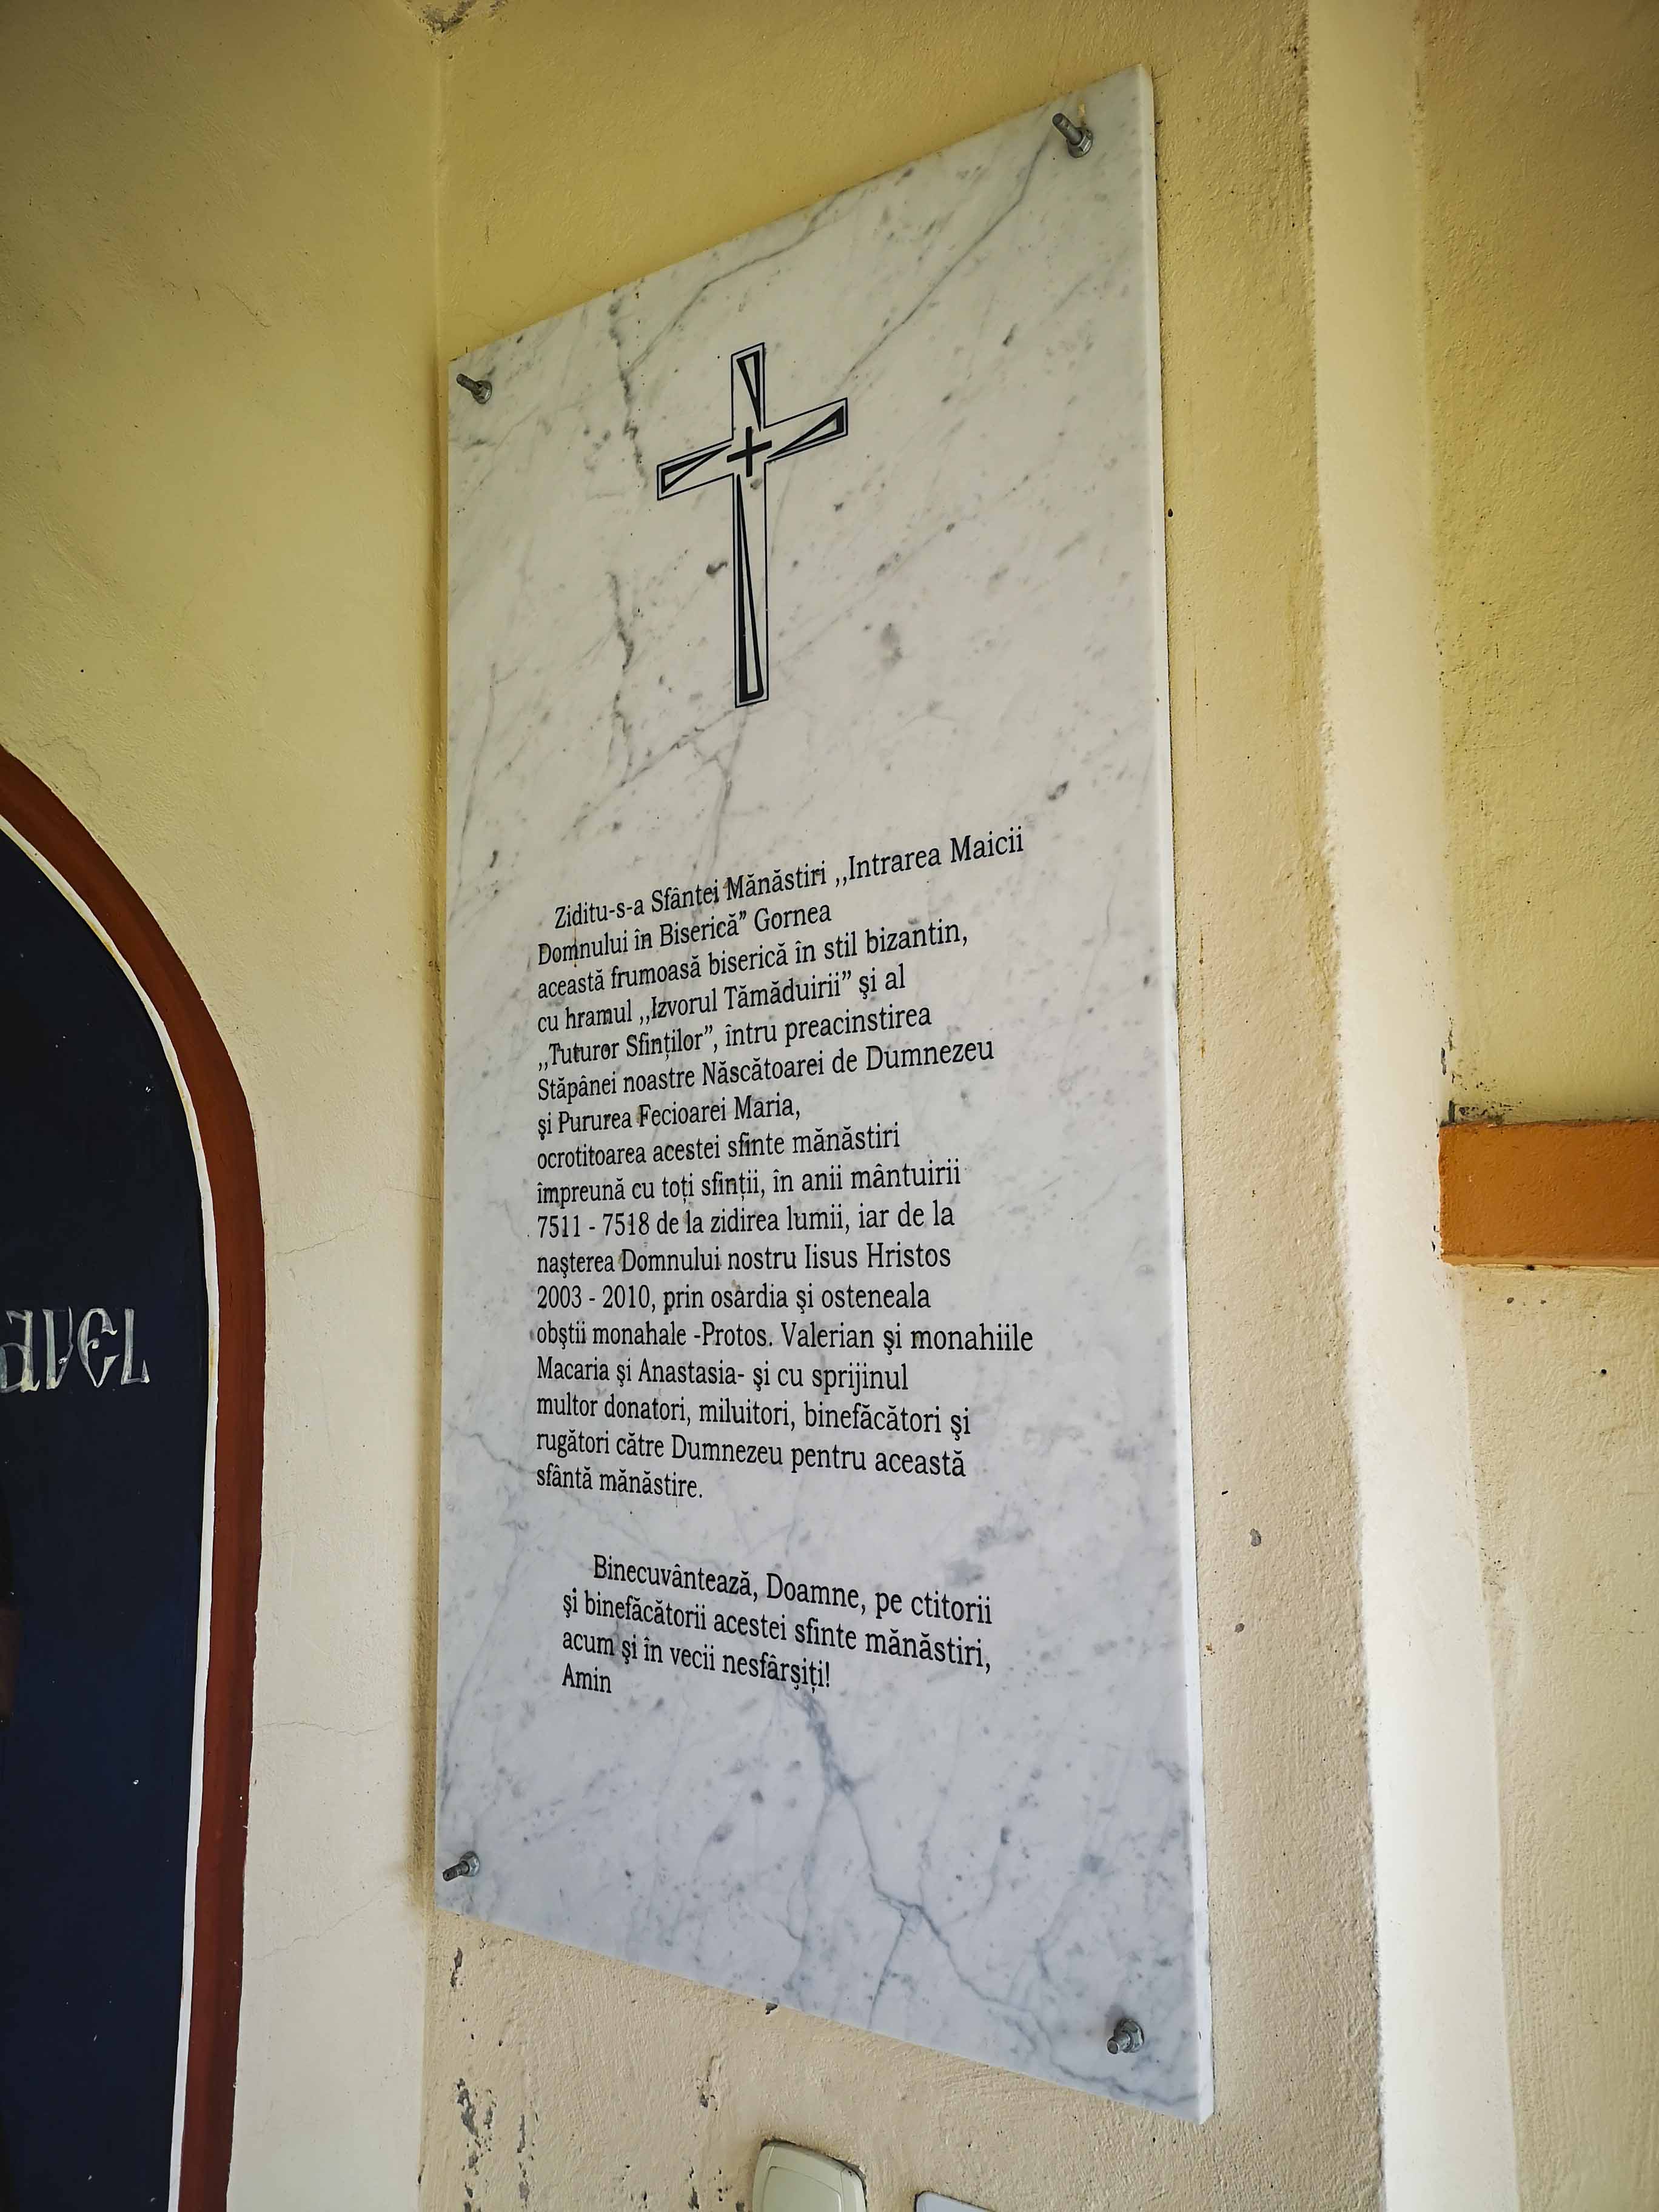 Ziditu-s-a Sfântei Mănăstiri ,,Intrarea Maicii
Domnului în Biserică” Gornea
această frumoasă biserică în stil bizantin,
cu hramul ,,Izvorul Tămăduirii” şi al
,,Tuturor Sfinţilor”, întru preacinstirea
Stăpânei noastre Născătoarei de Dumnezeu
şi Pururea Fecioarei Maria,
ocrotitoarea acestei sfinte mănăstiri
împreună cu toţi sfinţii, în anii mântuirii
7511 - 7518 de la zidirea lumii, iar de la
naşterea Domnului nostru Iisus Hristos
2003 - 2010, prin osârdia şi osteneala
obştii monahale -Protos. Valerian şi monahiile
Macaria şi Anastasia- şi cu sprijinul
multor donatori, miluitori, binefăcători şi
rugători către Dumnezeu pentru această
sfântă mănăstire.
Binecuvântează, Doamne, pe ctitorii
şi binefăcătorii acestei sfinte mănăstiri,
acum şi în vecii nesfârşiţi!
Amin